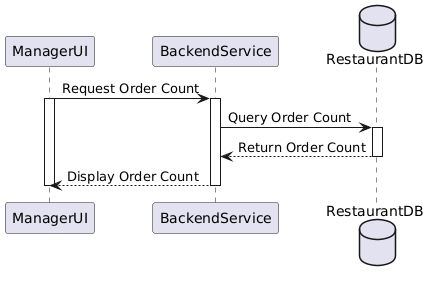 RestaurantDB
ManagerUI
BackendService
Request Order Count
Query Order Count
Return Order Count
Display Order Count
ManagerUI
BackendService
RestaurantDB